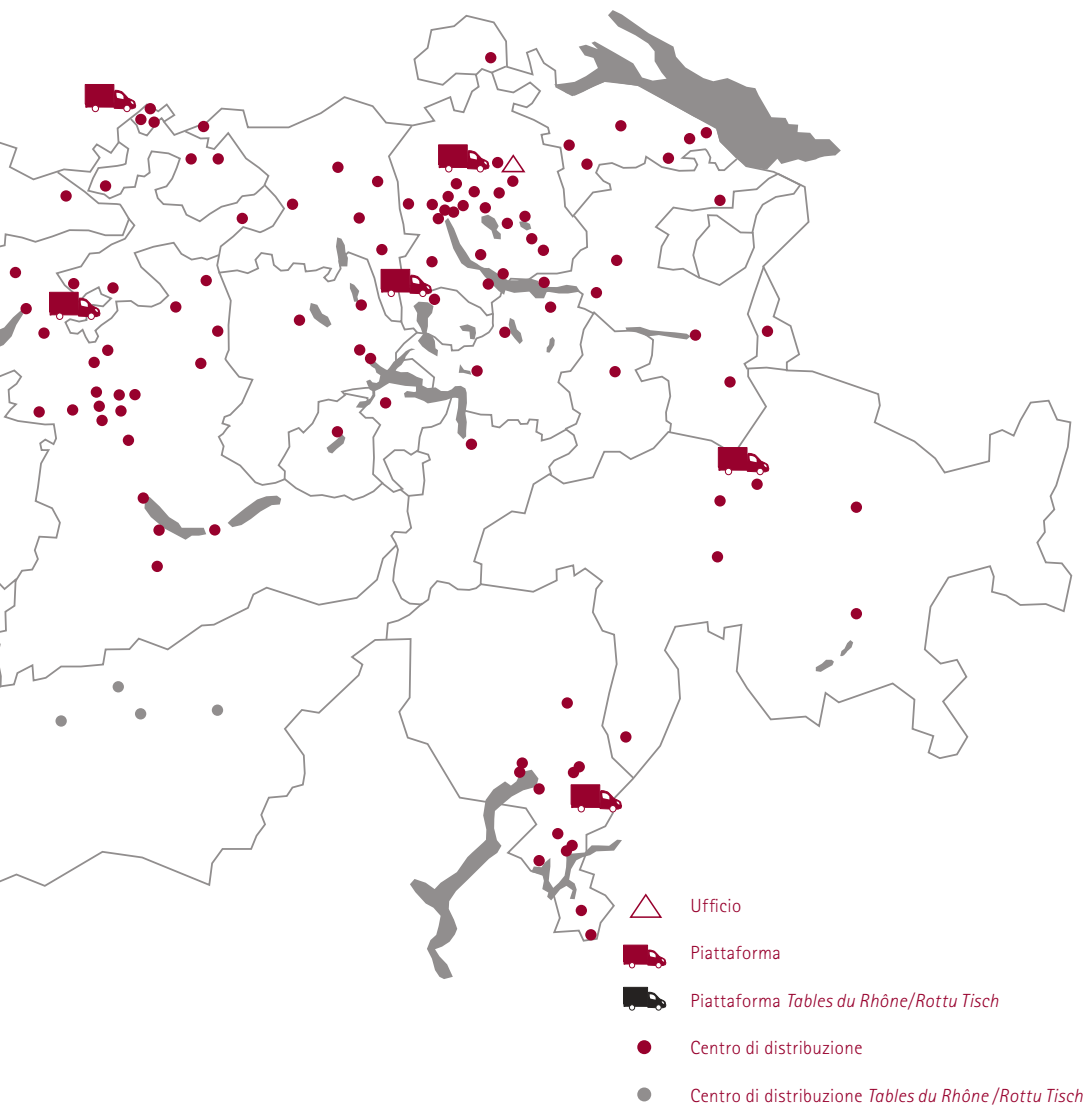 Ufficio
Piattaforma
Piattaforma Tables du Rhône/Rottu Tisch
Centro di distribuzione
Centro di distribuzione Tables du Rhône /Rottu Tisch